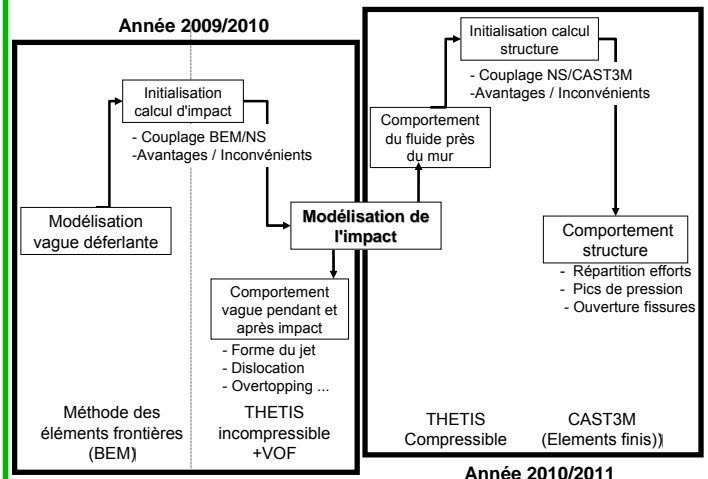 Année 2009/2010
Initialisation
calcul d'impact
- Couplage BEM/NS
-Avantages / Inconvénients
Modélisation
vague déferlante
Modélisation de
l'impact
Comportement
vague pendant et
après impact
- Forme du jet
- Dislocation
- Overtopping ...
Méthode des
éléments frontières
(BEM)
THETIS
incompressible
+VOF
Initialisation calcul
structure
- Couplage NS/CAST3M
-Avantages / Inconvénients
Comportement
du fluide près
du mur
Comportement
structure
- Répartition efforts
- Pics de pression
- Ouverture fissures
THETIS
Compressible
CAST3M
(Elements finis))
Année 2010/2011